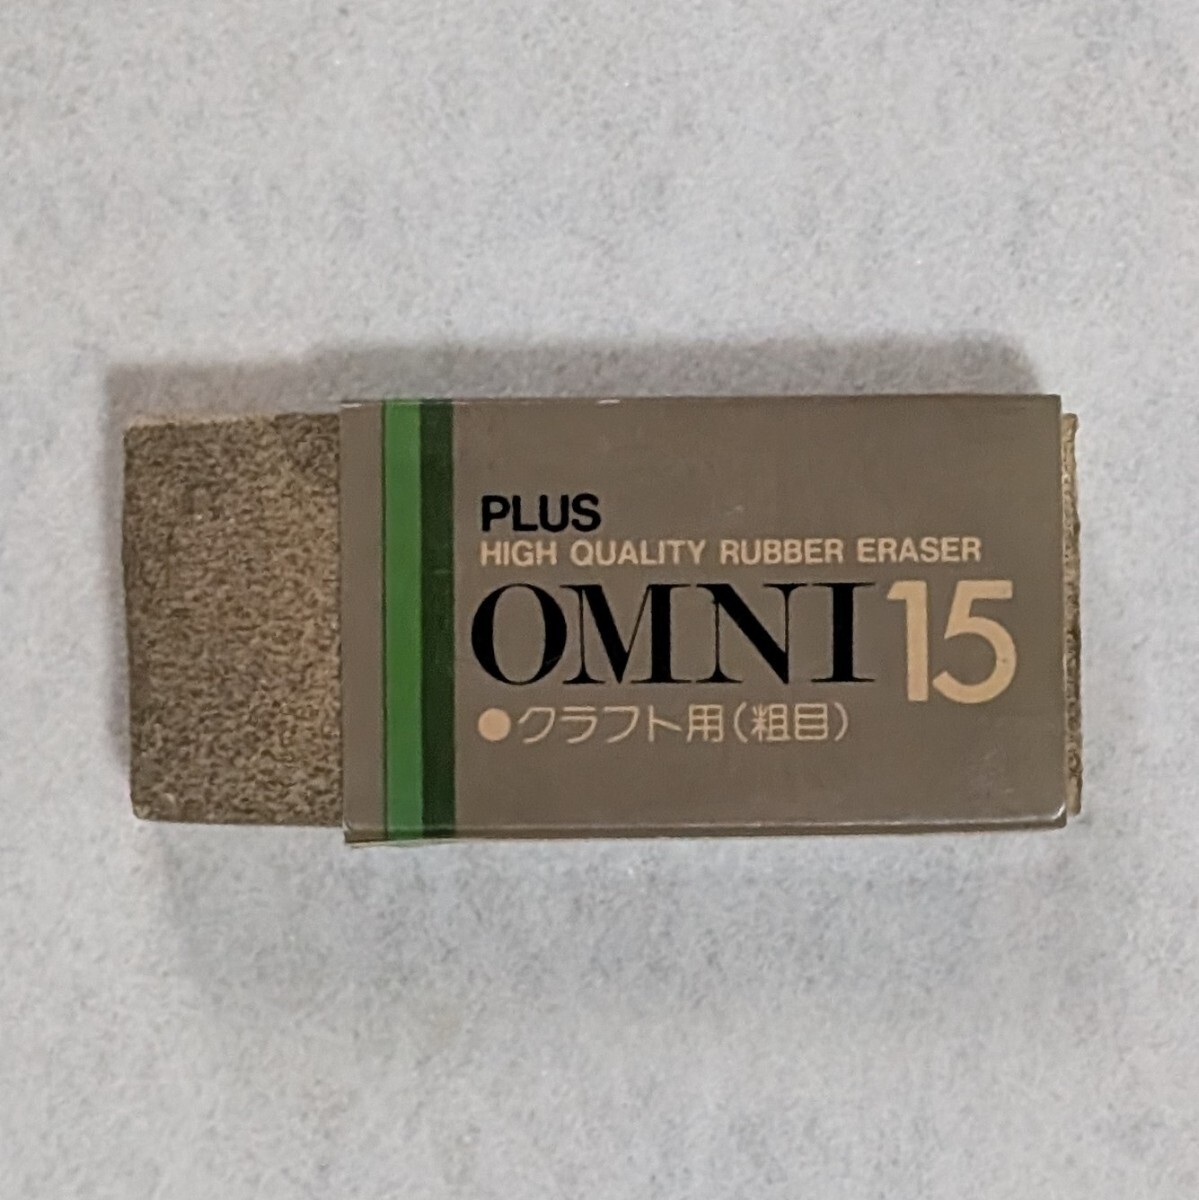 PLUS
HIGH QUALITY RUBBER ERASER
OMNI 15
●クラフト用(粗目)